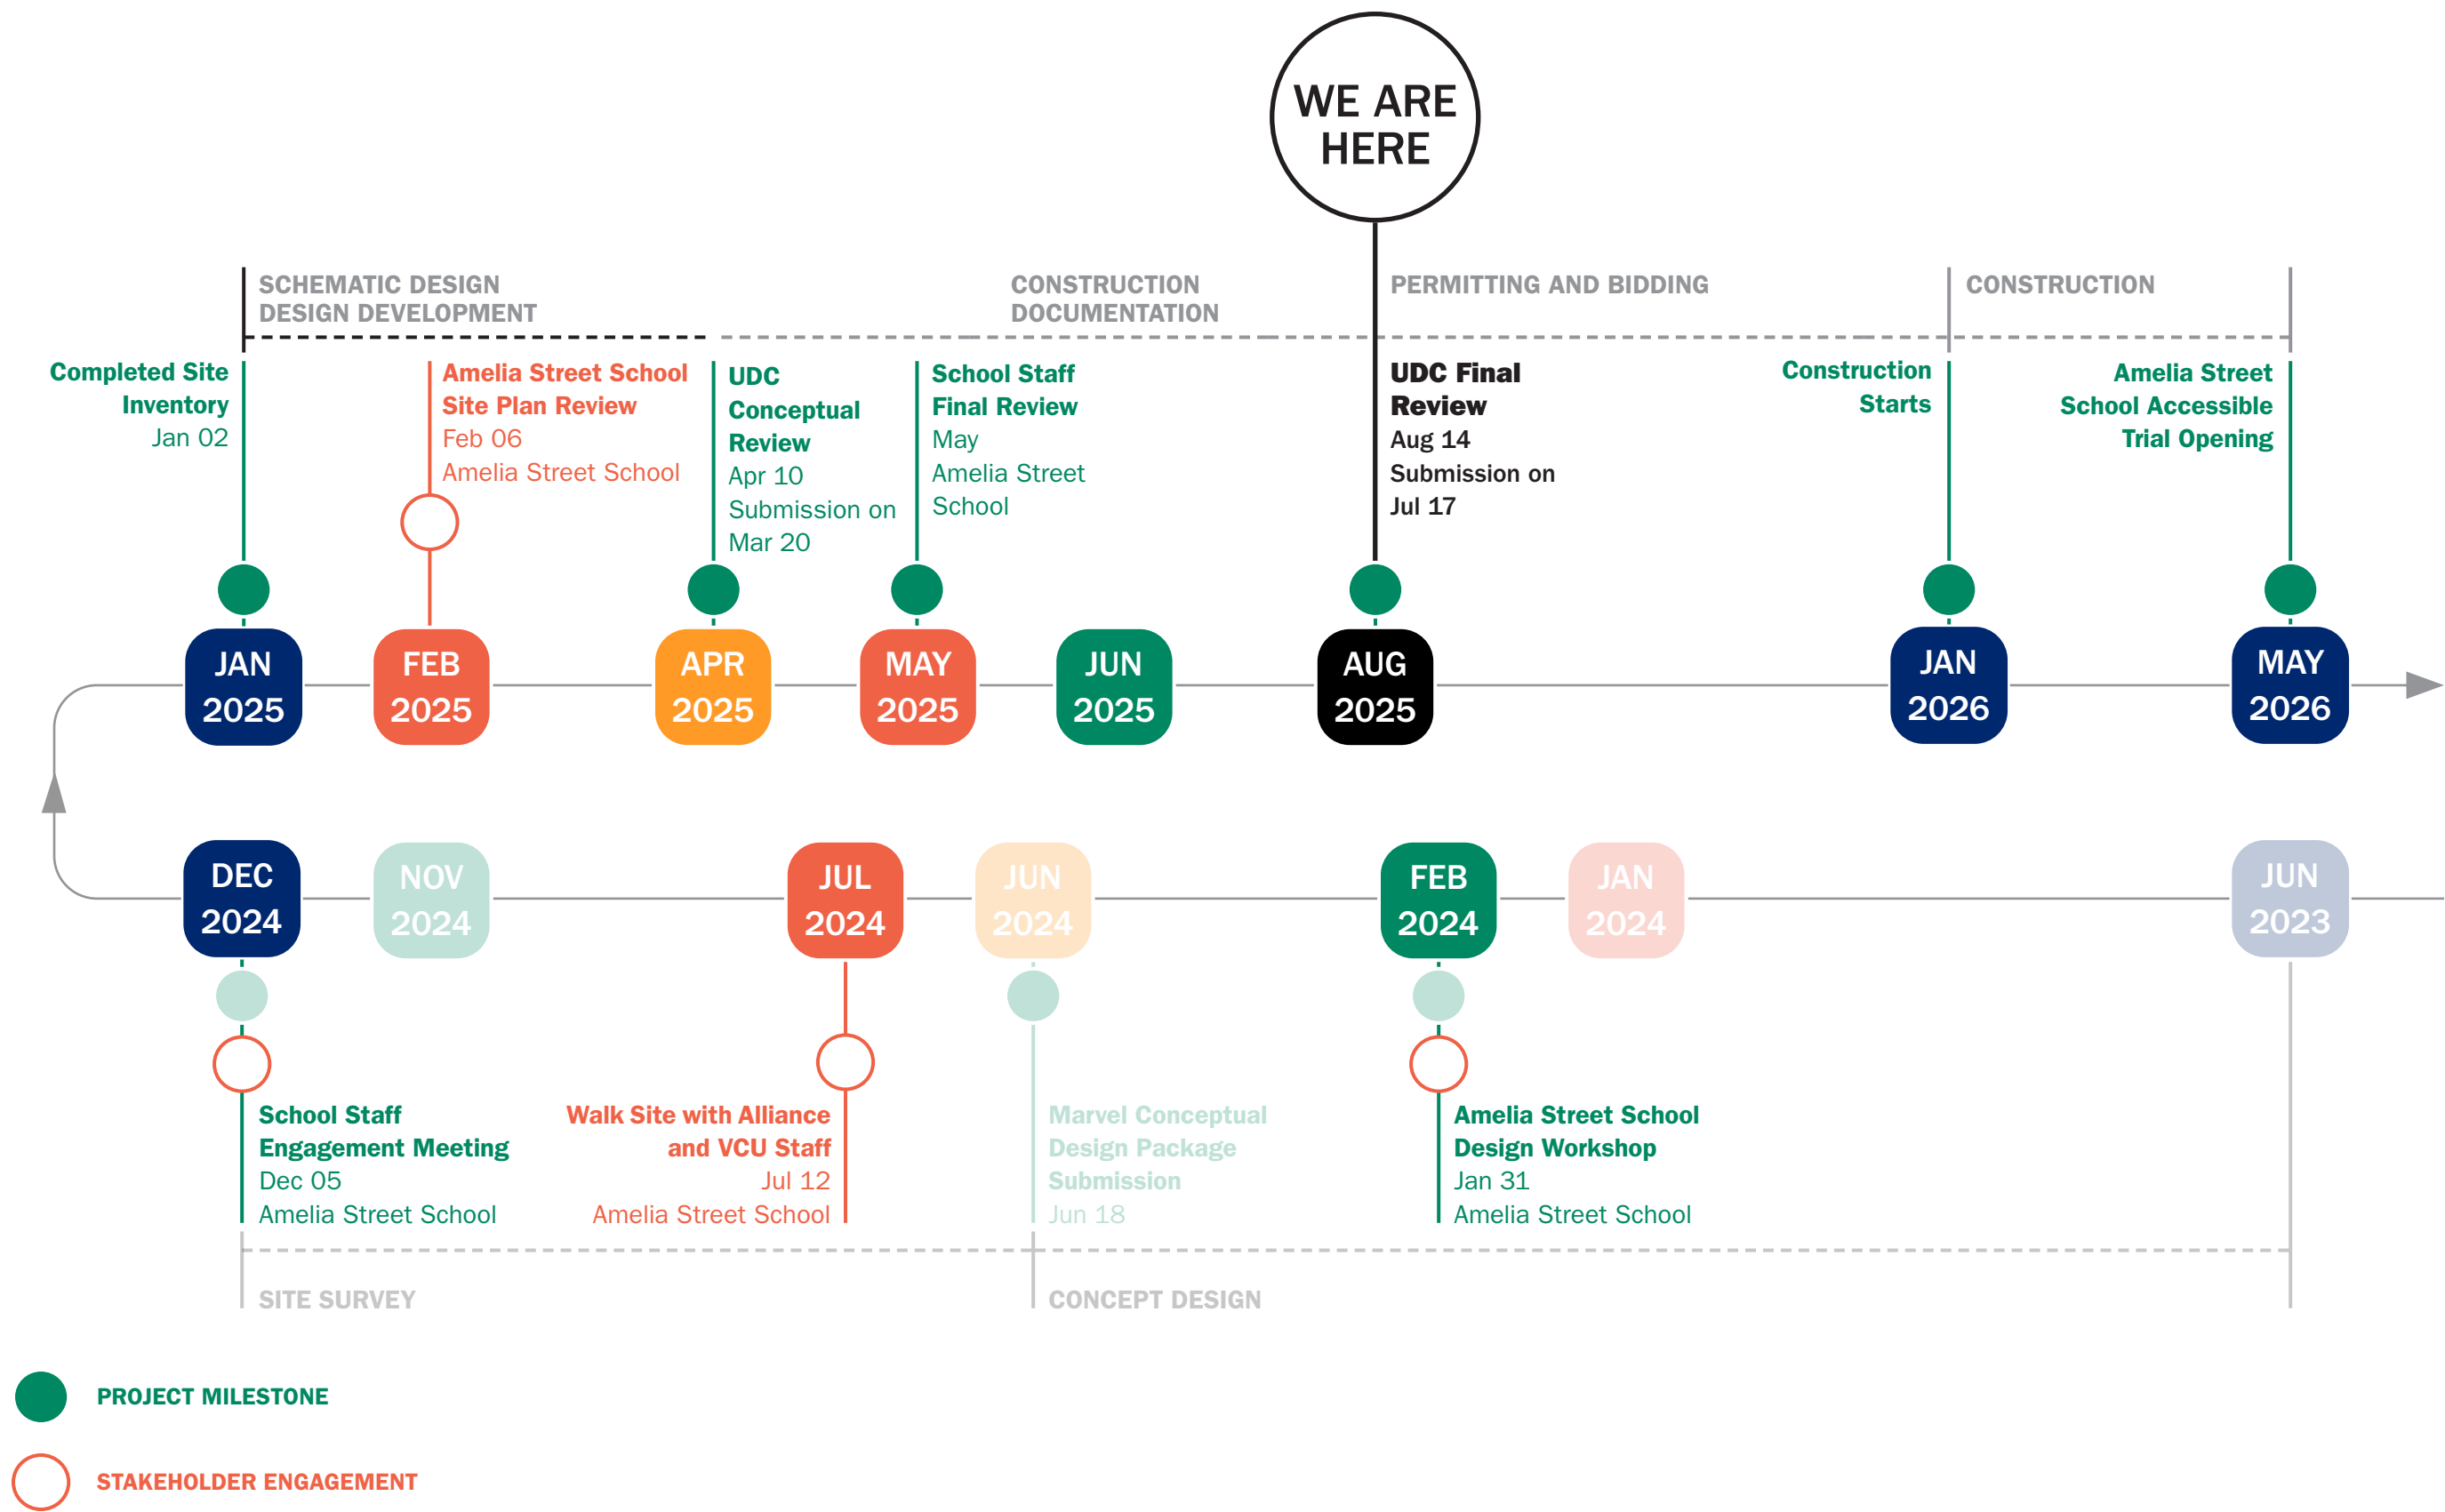 WE ARE
HERE
SCHEMATIC DESIGN
DESIGN DEVELOPMENT
CONSTRUCTION
DOCUMENTATION
PERMITTING AND BIDDING
CONSTRUCTION
Completed Site
Inventory
Jan 02
Amelia Street School
Site Plan Review
Feb 06
Amelia Street School
UDC
Conceptual
Review
Apr 10
Submission on
Mar 20
School Staff
Final Review
May
Amelia Street
School
UDC Final
Review
Aug 14
Submission on
Jul 17
Construction
Starts
Amelia Street
School Accessible
Trial Opening
JAN
2025
FEB
2025
APR
2025
MAY
2025
JUN
2025
AUG
2025
JAN
2026
MAY
2026
DEC
2024
NOV
2024
JUL
2024
JUN
2024
FEB
2024
JAN
2024
JUN
2023
School Staff
Engagement Meeting
Dec 05
Amelia Street School
Walk Site with Alliance
and VCU Staff
Jul 12
Amelia Street School
Marvel Conceptual
Design Package
Submission
Jun 18
Amelia Street School
Design Workshop
Jan 31
Amelia Street School
SITE SURVEY
CONCEPT DESIGN
PROJECT MILESTONE
STAKEHOLDER ENGAGEMENT